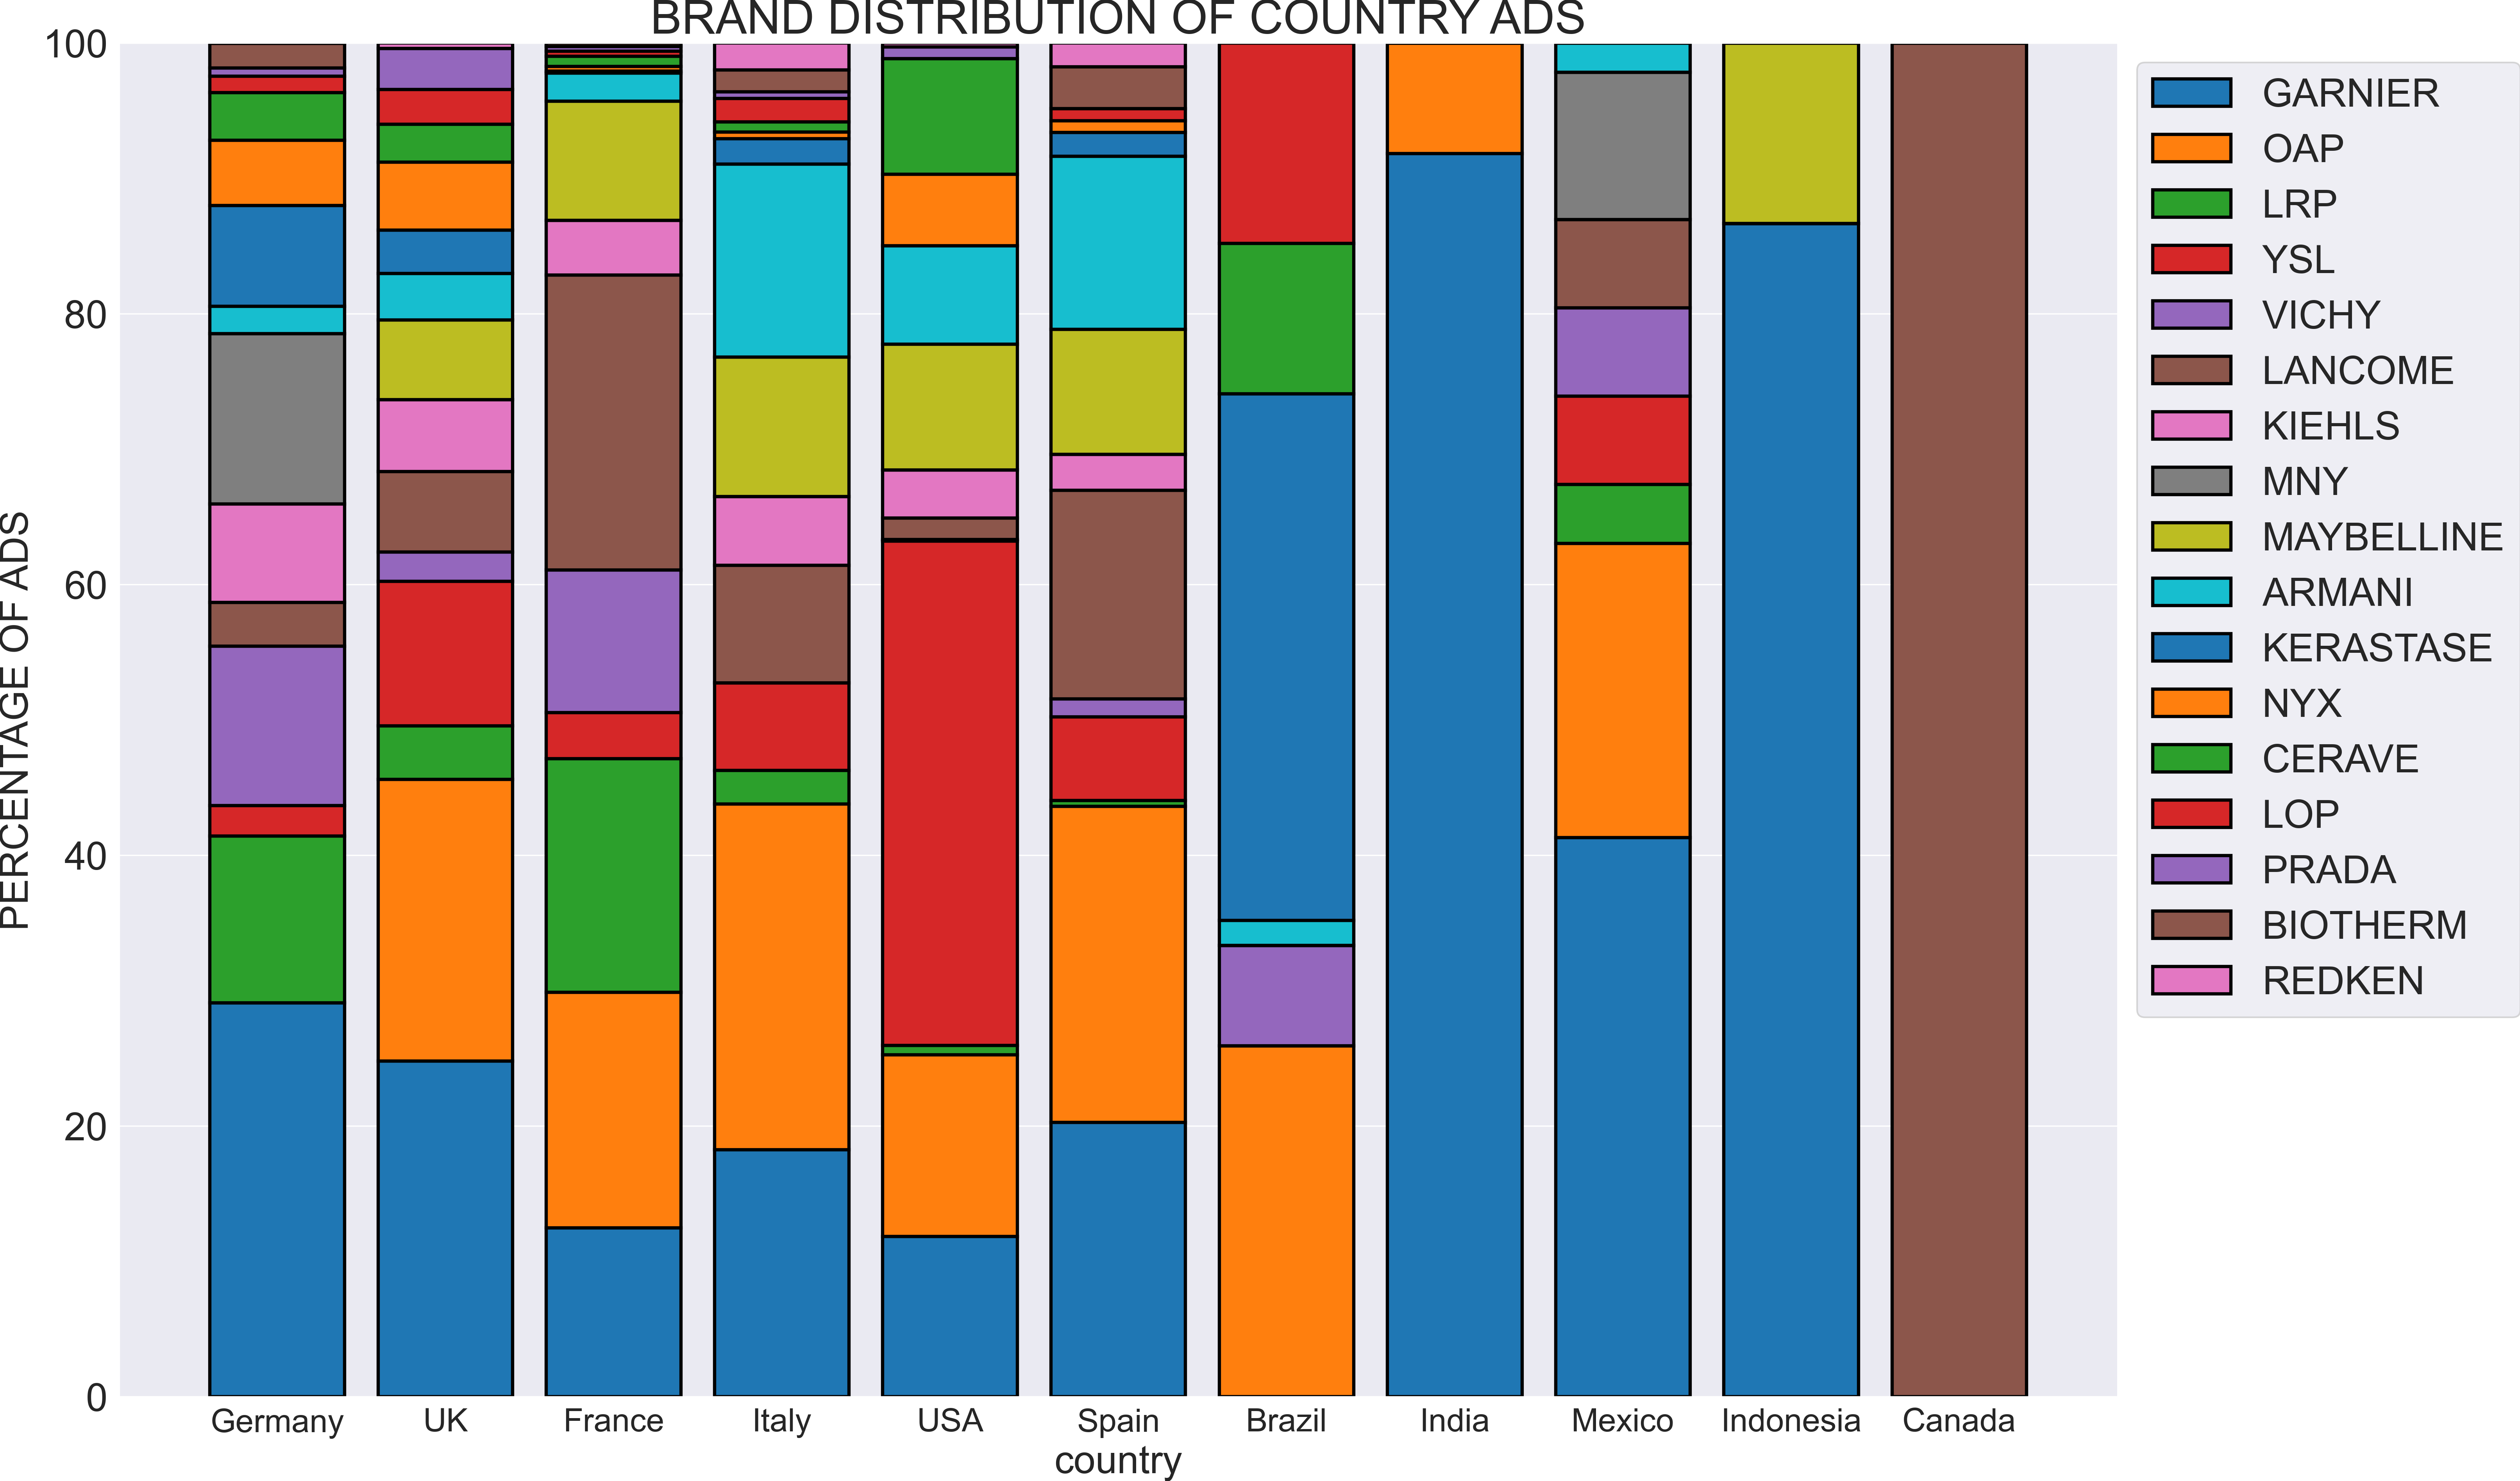 BRAND DISTRIBUTION OF COUNTRY ADS
PERCENTAGE OF ADS
100
80
60
40
20
0
Germany UK France Italy USA Spain Brazil India Mexico Indonesia Canada
country
GARNIER
OAP
LRP
YSL
VICHY
LANCOME
KIEHLS
MNY
MAYBELLINE
ARMANI
KERASTASE
NYX
CERAVE
LOP
PRADA
BIOTHERM
REDKEN